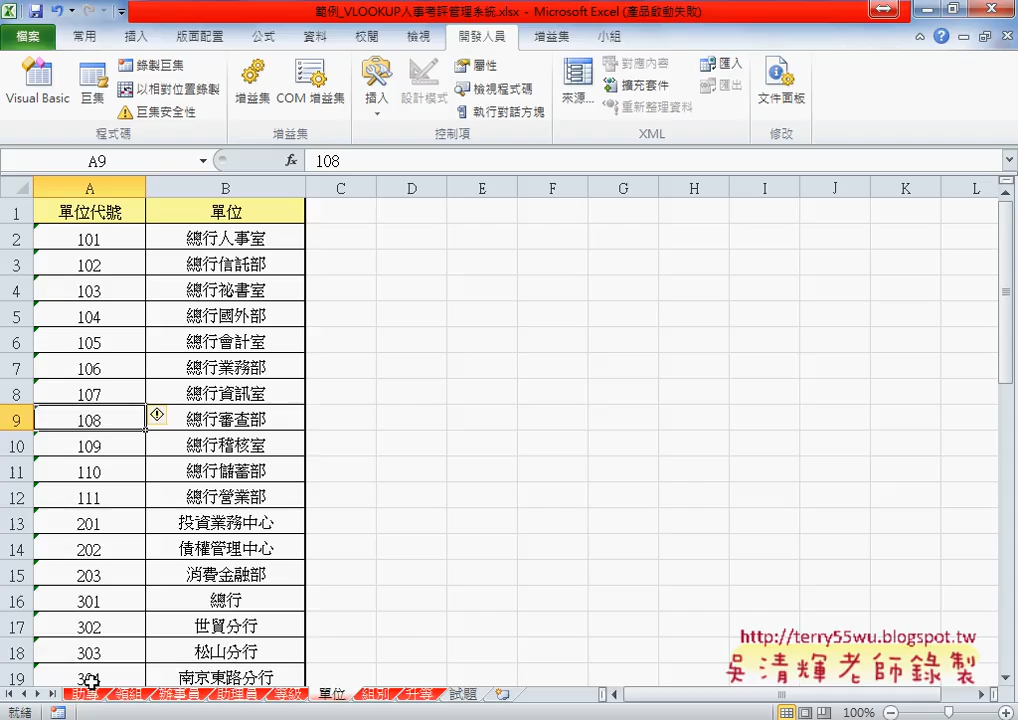 範例_VLOOKUP人事考評管理系統.xlsx - Microsoft Excel (產品啟動失敗)
檔案 常用 插入 版面配置 公式 資料 校閱 檢視 開發人員 增益集 小組
Visual Basic 巨集 錄製巨集 以相對位置錄製 巨集安全性 增益集 COM 增益集 插入 設計模式 屬性 檢視程式碼 執行對話方塊 來源... 對應內容 擴充套件 重新整理資料 匯入 匯出 文件面板
程式碼 增益集 控制項 XML 修改
A9 fx 108
A B C D E F G H I J K L
1 單位代號 單位
2 101 總行人事室
3 102 總行信託部
4 103 總行祕書室
5 104 總行國外部
6 105 總行會計室
7 106 總行業務部
8 107 總行資訊室
9 108 總行審查部
10 109 總行稽核室
11 110 總行儲蓄部
12 111 總行營業部
13 201 投資業務中心
14 202 債權管理中心
15 203 消費金融部
16 301 總行
17 302 世貿分行
18 303 松山分行
19 南京東路分行
http://terry55wu.blogspot.tw
吳清輝老師錄製
助專 領組 辦事員 助理員 等級 單位 組別 升等 試題
就緒 100%